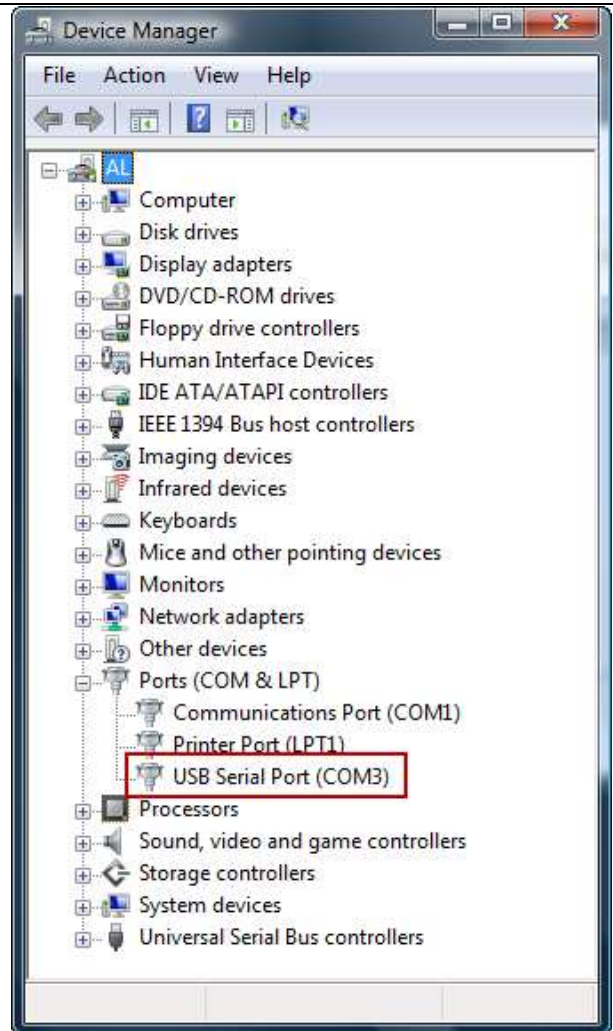 Device Manager
File Action View Help
AL
Computer
Disk drives
Display adapters
DVD/CD-ROM drives
Floppy drive controllers
Human Interface Devices
IDE ATA/ATAPI controllers
IEEE 1394 Bus host controllers
Imaging devices
Infrared devices
Keyboards
Mice and other pointing devices
Monitors
Network adapters
Other devices
Ports (COM & LPT)
Communications Port (COM1)
Printer Port (LPT1)
USB Serial Port (COM3)
Processors
Sound, video and game controllers
Storage controllers
System devices
Universal Serial Bus controllers